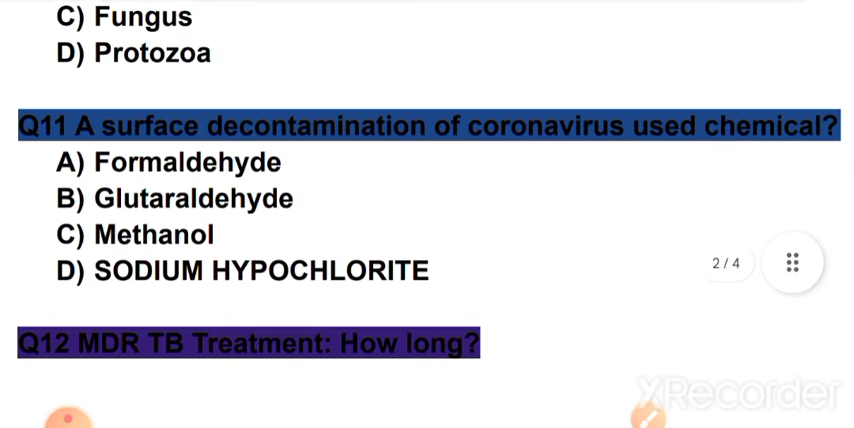 C) Fungus
D) Protozoa
Q11 A surface decontamination of coronavirus used chemical?
A) Formaldehyde
B) Glutaraldehyde
C) Methanol
D) SODIUM HYPOCHLORITE
2 / 4
Q12 MDR TB Treatment: How long?
XRecorder